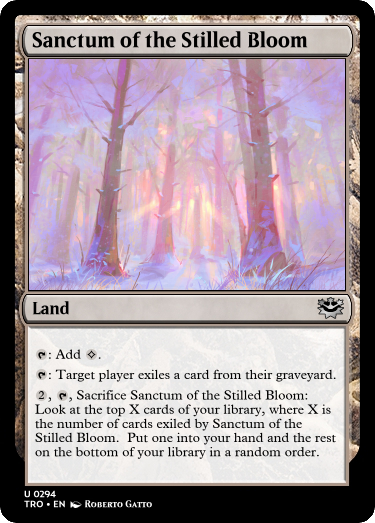 Sanctum of the Stilled Bloom
Land
: Add .
: Target player exiles a card from their graveyard.
2, , Sacrifice Sanctum of the Stilled Bloom:
Look at the top X cards of your library, where X is
the number of cards exiled by Sanctum of the
Stilled Bloom.  Put one into your hand and the rest
on the bottom of your library in a random order.
U 0294
TRO • EN Roberto Gatto